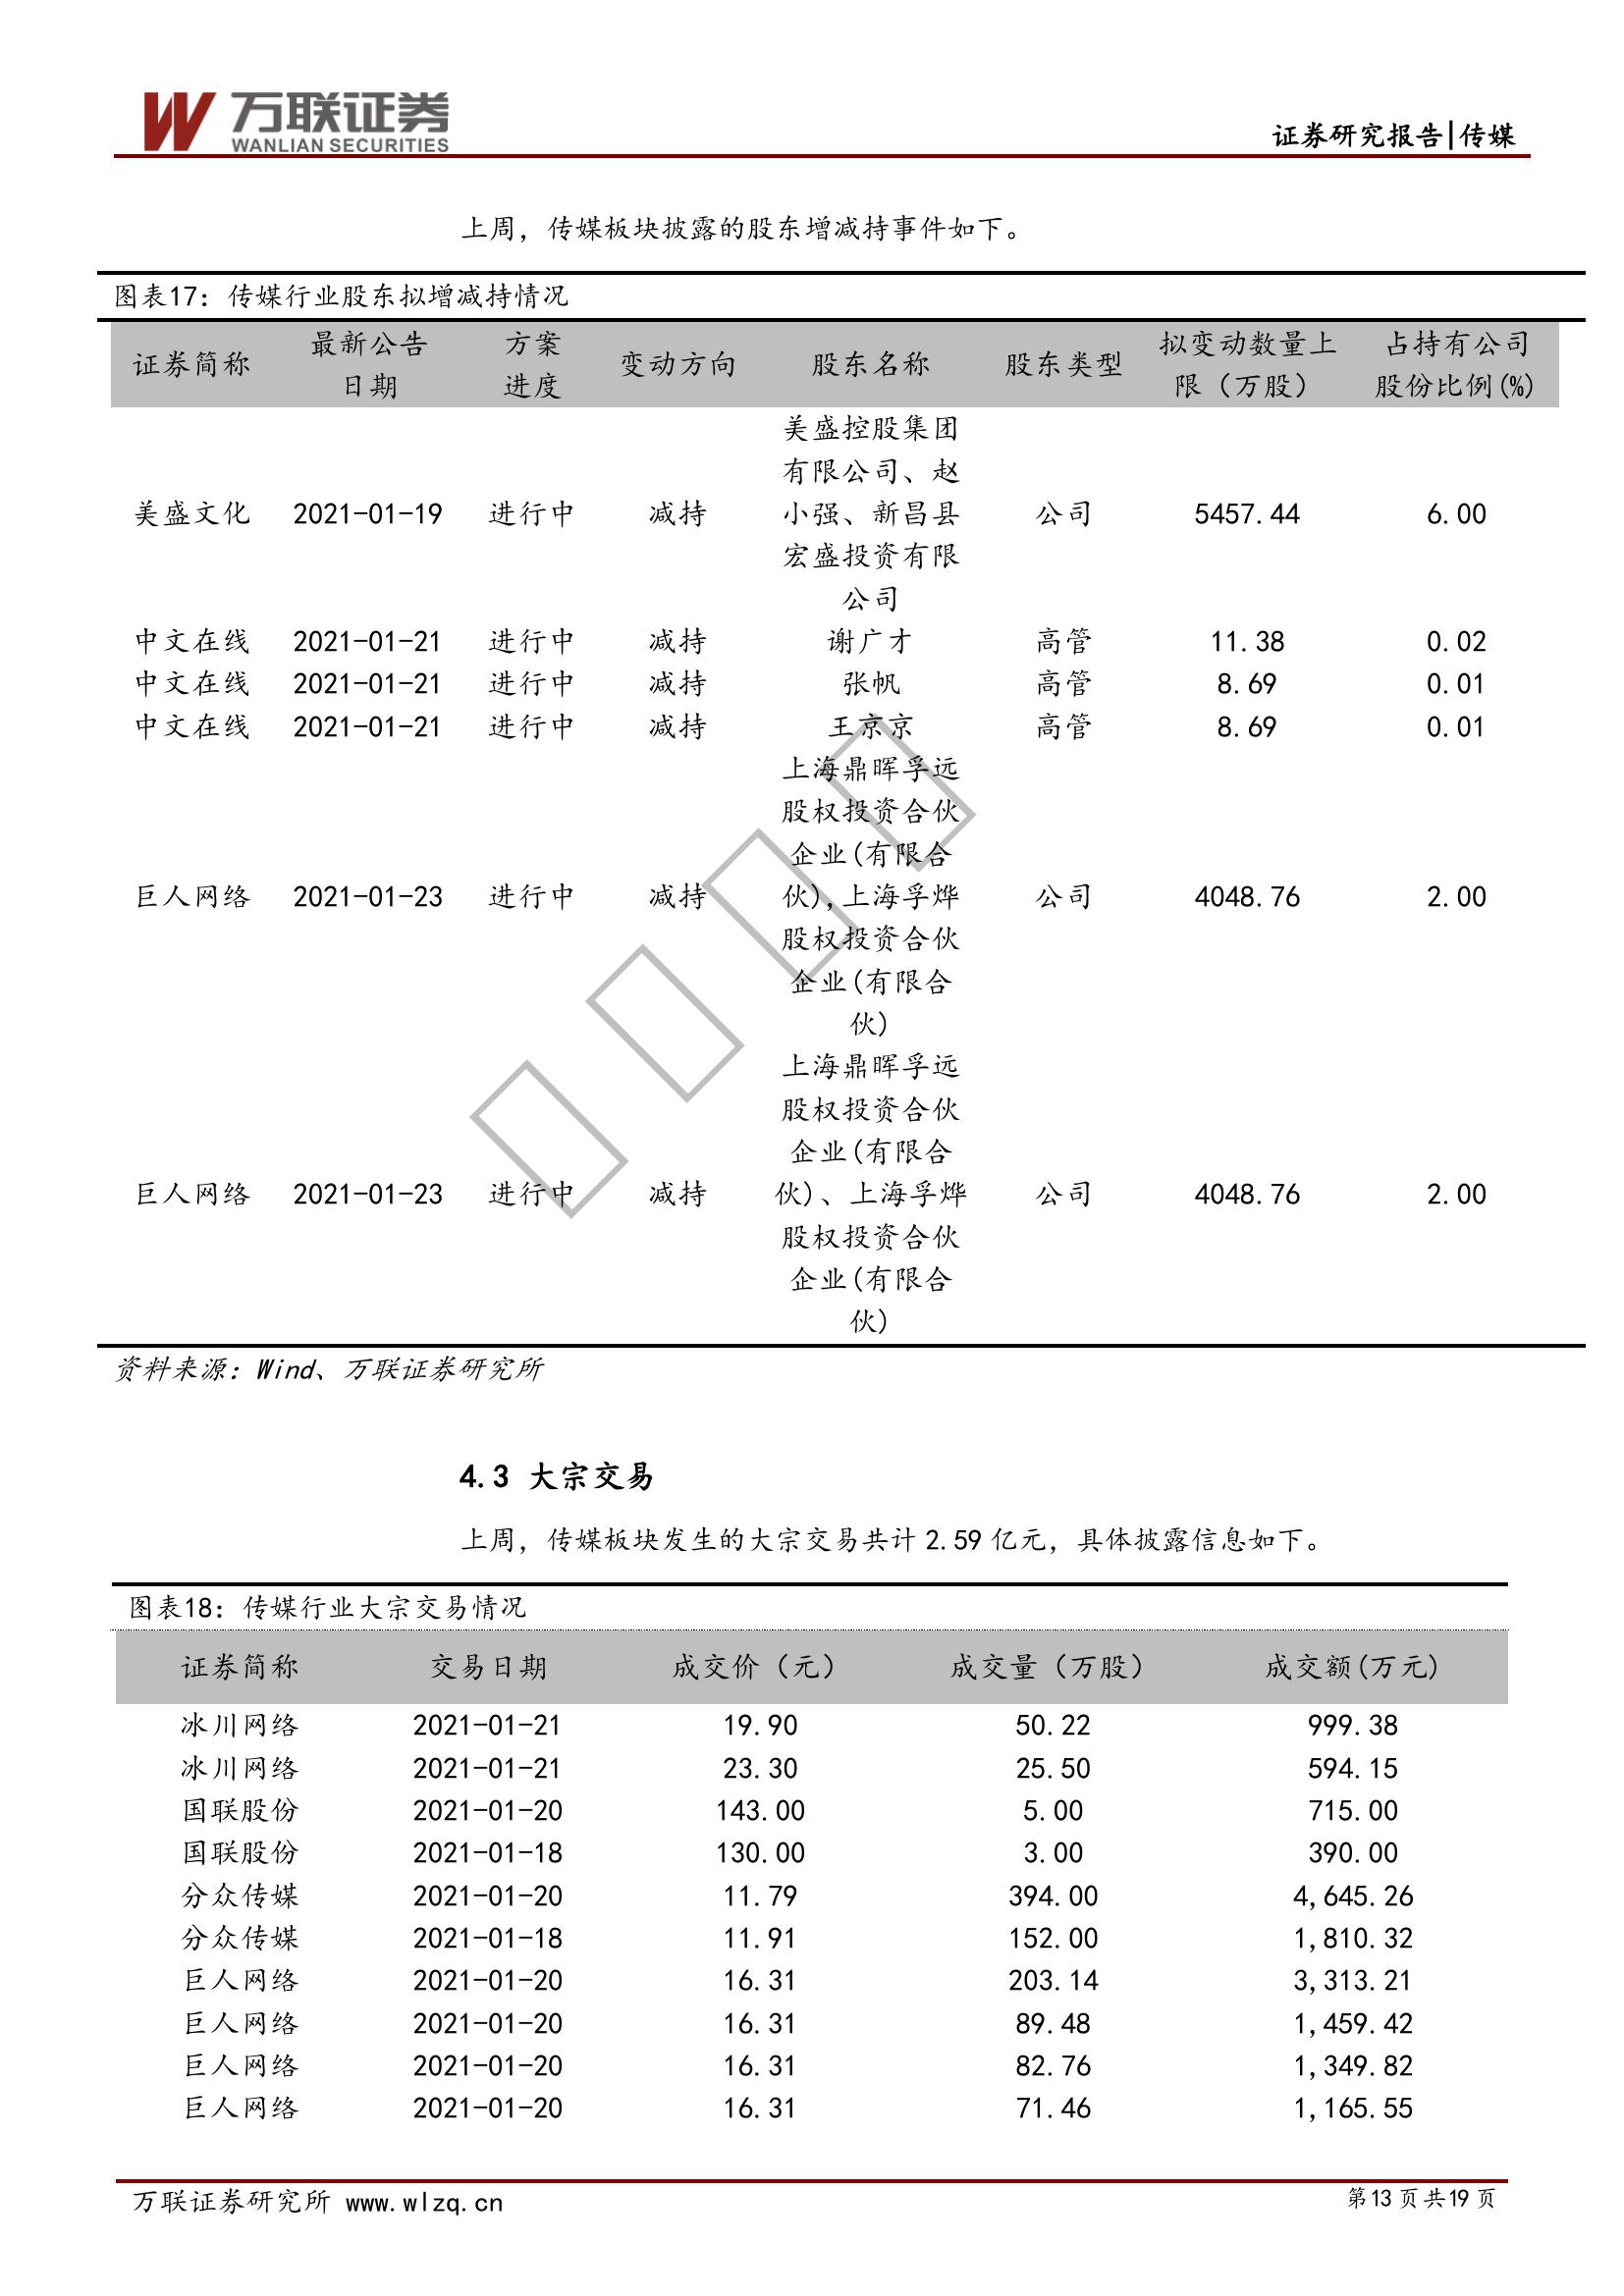 万联证券
WANLIAN SECURITIES
证券研究报告|传媒
上周，传媒板块披露的股东增减持事件如下。
图表17：传媒行业股东拟增减持情况
证券简称 最新公告日期 方案进度 变动方向 股东名称 股东类型 拟变动数量上限（万股） 占持有公司股份比例(%)
美盛文化 2021-01-19 进行中 减持 美盛控股集团有限公司、赵小强、新昌县宏盛投资有限公司 公司 5457.44 6.00
中文在线 2021-01-21 进行中 减持 谢广才 高管 11.38 0.02
中文在线 2021-01-21 进行中 减持 张帆 高管 8.69 0.01
中文在线 2021-01-21 进行中 减持 王京京 高管 8.69 0.01
巨人网络 2021-01-23 进行中 减持 上海鼎晖孚远股权投资合伙企业(有限合伙),上海孚烨股权投资合伙企业(有限合伙) 公司 4048.76 2.00
巨人网络 2021-01-23 进行中 减持 上海鼎晖孚远股权投资合伙企业(有限合伙)、上海孚烨股权投资合伙企业(有限合伙) 公司 4048.76 2.00
资料来源：Wind、万联证券研究所
4.3 大宗交易
上周，传媒板块发生的大宗交易共计 2.59 亿元，具体披露信息如下。
图表18：传媒行业大宗交易情况
证券简称 交易日期 成交价（元） 成交量（万股） 成交额(万元)
冰川网络 2021-01-21 19.90 50.22 999.38
冰川网络 2021-01-21 23.30 25.50 594.15
国联股份 2021-01-20 143.00 5.00 715.00
国联股份 2021-01-18 130.00 3.00 390.00
分众传媒 2021-01-20 11.79 394.00 4,645.26
分众传媒 2021-01-18 11.91 152.00 1,810.32
巨人网络 2021-01-20 16.31 203.14 3,313.21
巨人网络 2021-01-20 16.31 89.48 1,459.42
巨人网络 2021-01-20 16.31 82.76 1,349.82
巨人网络 2021-01-20 16.31 71.46 1,165.55
万联证券研究所 www.wlzq.cn
第13页共19页